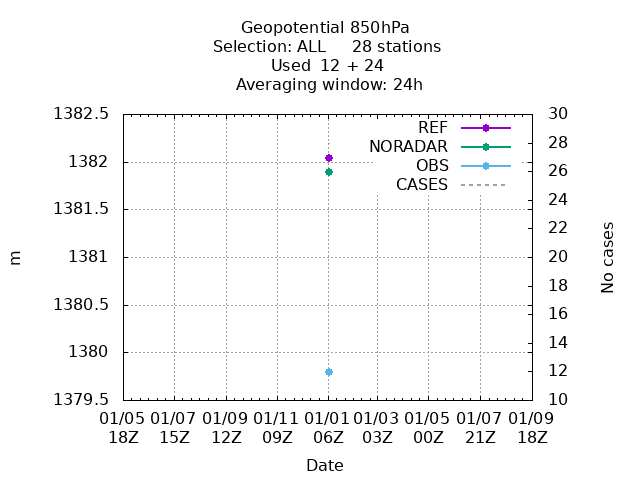 Geopotential 850hPa
Selection: ALL     28 stations
Used  12 + 24
Averaging window: 24h
1382.5
1382
1381.5
1381
1380.5
1380
1379.5
m
REF
NORADAR
OBS
CASES
30
28
26
24
22
20
18
16
14
12
10
No cases
01/05 01/07 01/09 01/11 01/01 01/03 01/05 01/07 01/09
18Z 15Z 12Z 09Z 06Z 03Z 00Z 21Z 18Z
Date